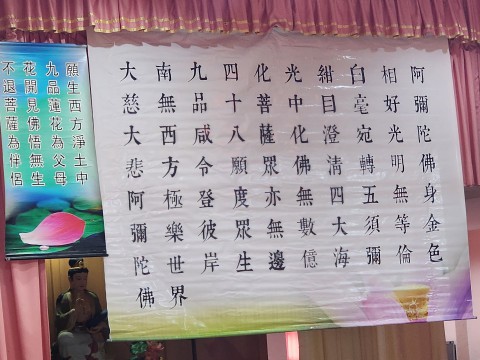 阿彌陀佛身金色
相好光明無等倫
白毫宛轉五須彌
紺目澄清四大海
光中化佛無數億
化菩薩眾亦無邊
四十八願度眾生
九品咸令登彼岸
南無西方極樂世界
大慈大悲阿彌陀佛
願生西方淨土中
九品蓮花為父母
花開見佛悟無生
不退菩薩為伴侶